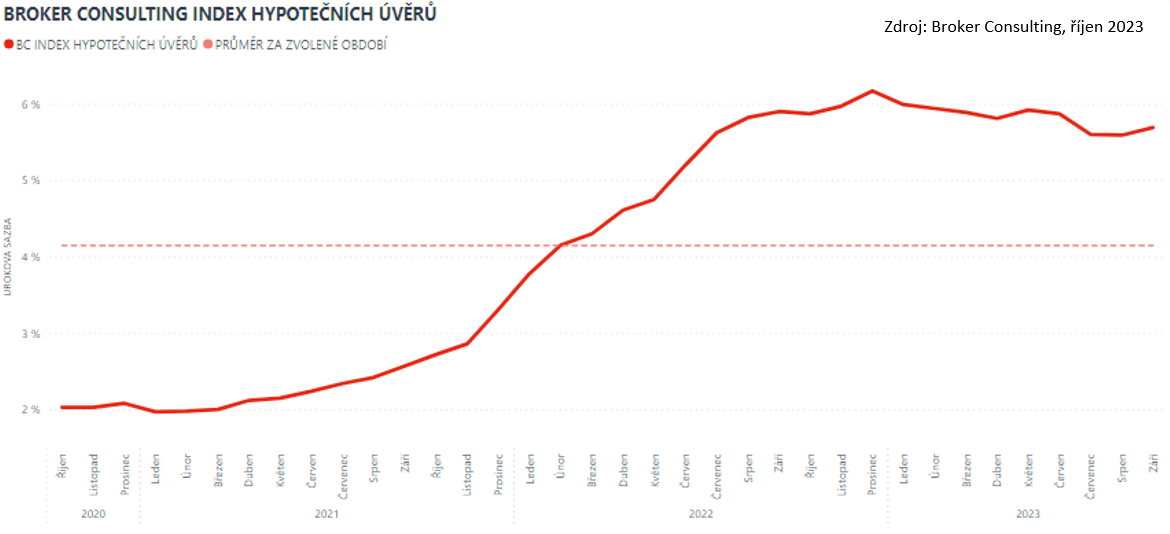 BROKER CONSULTING INDEX HYPOTEČNÍCH ÚVĚRŮ
Zdroj: Broker Consulting, říjen 2023
BC INDEX HYPOTEČNÍCH ÚVĚRŮ PRŮMĚR ZA ZVOLENÉ OBDOBÍ
6 %
5 %
4 %
3 %
2 %
ÚROKOVÁ SAZBA
Říjen Listopad Prosinec Leden Únor Březen Duben Květen Červen Červenec Srpen Září Říjen Listopad Prosinec Leden Únor Březen Duben Květen Červen Červenec Srpen Září Říjen Listopad Prosinec Leden Únor Březen Duben Květen Červen Červenec Srpen Září
2020 2021 2022 2023